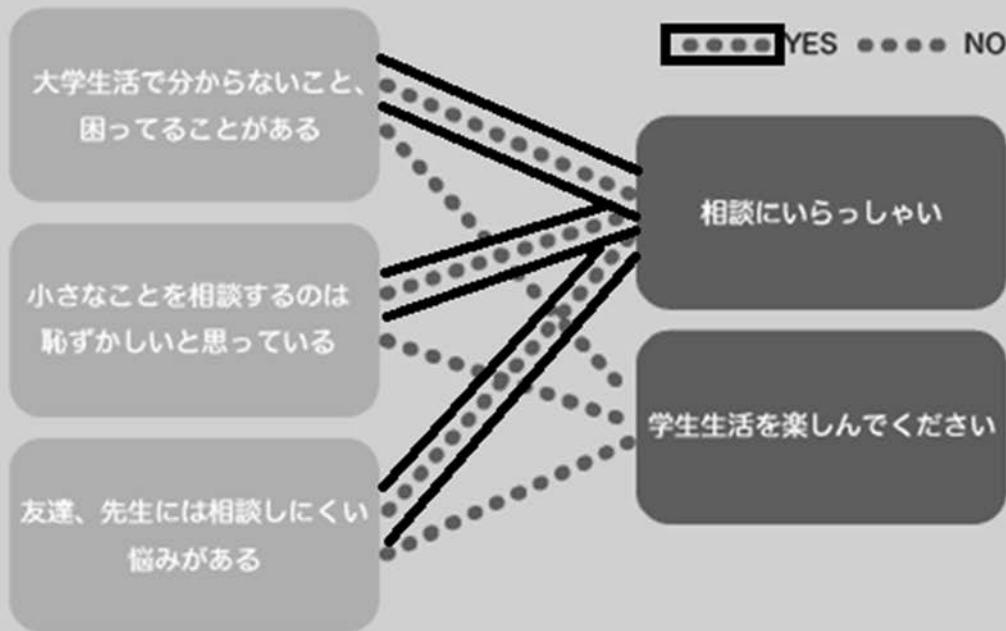 YES NO
大学生活で分からないこと、
困ってることがある
相談にいらっしゃい
小さなことを相談するのは
恥ずかしいと思っている
学生生活を楽しんでください
友達、先生には相談しにくい
悩みがある